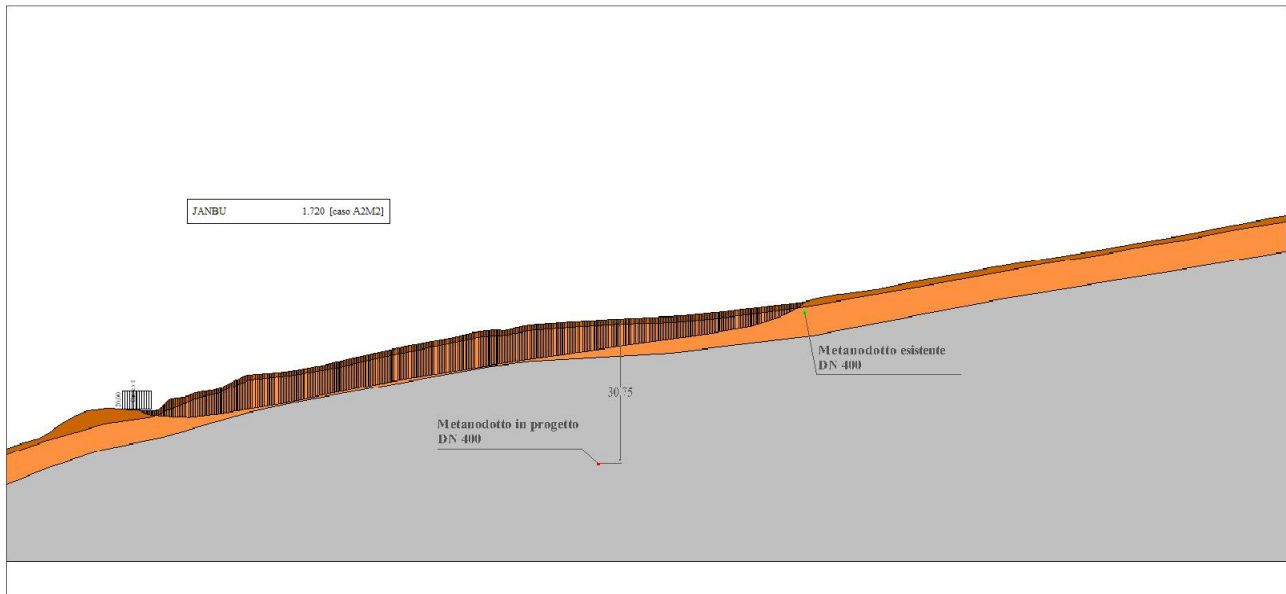 JANBU 1.720 [caso A2M2]
Metanodotto esistente
DN 400
30.75
Metanodotto in progetto
DN 400